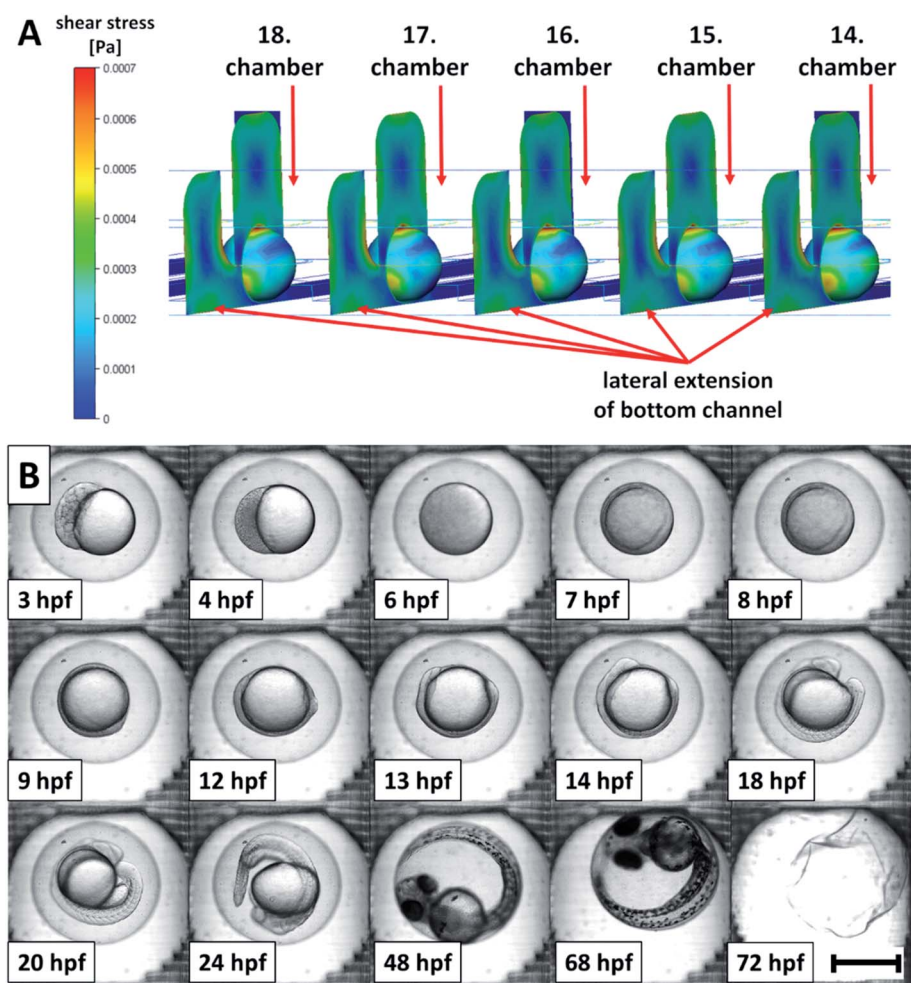 A
shear stress
[Pa]
18.
chamber
17.
chamber
16.
chamber
15.
chamber
14.
chamber
0.0007
0.0006
0.0005
0.0004
0.0003
0.0002
0.0001
0
lateral extension
of bottom channel
B
3 hpf
4 hpf
6 hpf
7 hpf
8 hpf
9 hpf
12 hpf
13 hpf
14 hpf
18 hpf
20 hpf
24 hpf
48 hpf
68 hpf
72 hpf